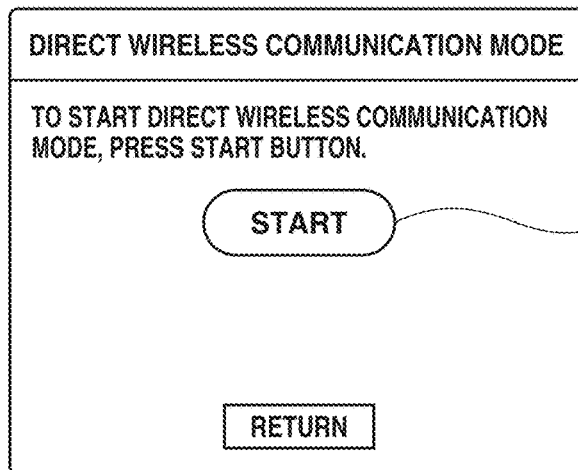 DIRECT WIRELESS COMMUNICATION MODE
TO START DIRECT WIRELESS COMMUNICATION
MODE, PRESS START BUTTON.
START
RETURN